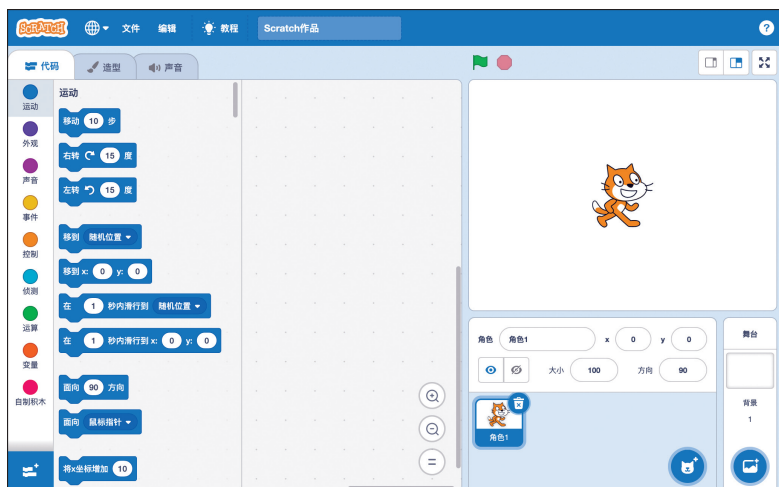 SCRATCH 文件 编辑 教程 Scratch作品 ?
代码 造型 声音
运动
外观
声音
事件
控制
侦测
运算
变量
自制积木
运动
移动 10 步
右转 15 度
左转 15 度
移到 随机位置
移到 x: 0 y: 0
在 1 秒内滑行到 随机位置
在 1 秒内滑行到 x: 0 y: 0
面向 90 方向
面向 鼠标指针
将x坐标增加 10
角色 角色1 x 0 y 0
大小 100 方向 90
角色1
舞台
背景
1